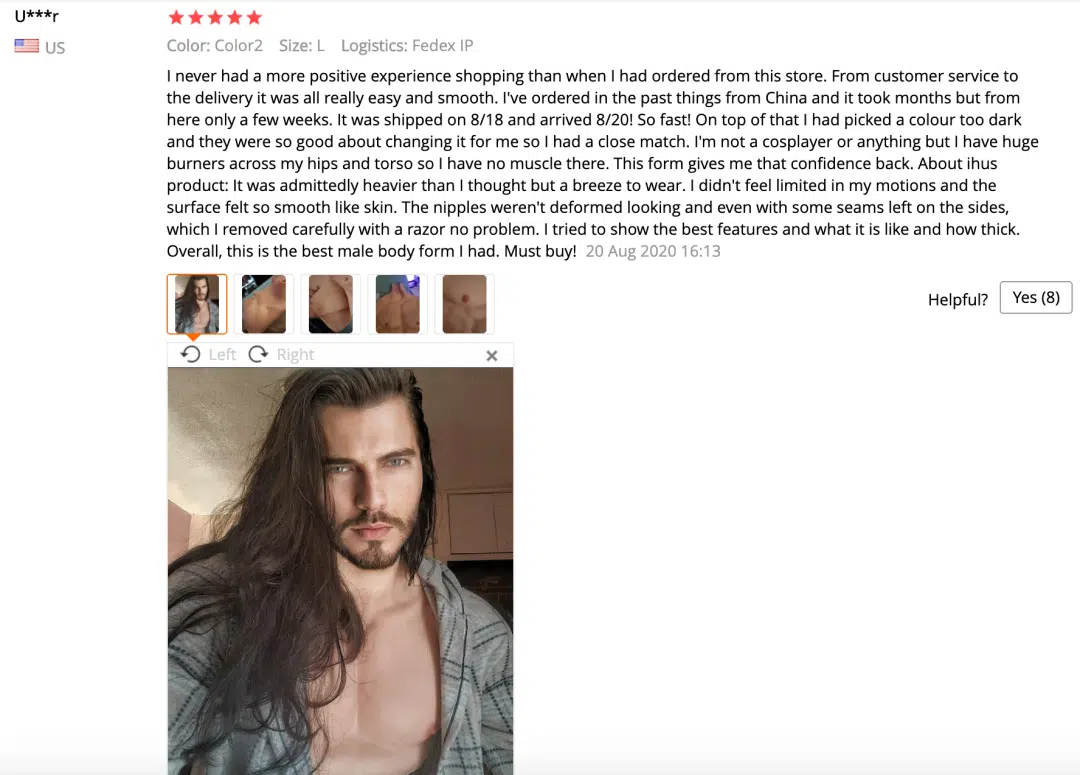 U***r
US
Color: Color2 Size: L Logistics: Fedex IP
I never had a more positive experience shopping than when I had ordered from this store. From customer service to
the delivery it was all really easy and smooth. I've ordered in the past things from China and it took months but from
here only a few weeks. It was shipped on 8/18 and arrived 8/20! So fast! On top of that I had picked a colour too dark
and they were so good about changing it for me so I had a close match. I'm not a cosplayer or anything but I have huge
burners across my hips and torso so I have no muscle there. This form gives me that confidence back. About ihus
product: It was admittedly heavier than I thought but a breeze to wear. I didn't feel limited in my motions and the
surface felt so smooth like skin. The nipples weren't deformed looking and even with some seams left on the sides,
which I removed carefully with a razor no problem. I tried to show the best features and what it is like and how thick.
Overall, this is the best male body form I had. Must buy! 20 Aug 2020 16:13
Helpful? Yes (8)
Left Right